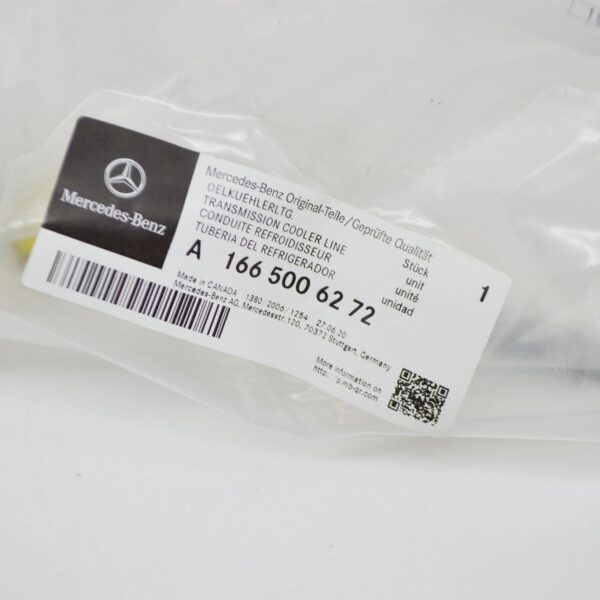 Mercedes-Benz
Mercedes-Benz Original-Teile / Geprüfte Qualität
OELKUEHLERLTG
TRANSMISSION COOLER LINE
CONDUITE REFROIDISSEUR
TUBERIA DEL REFRIGERADOR
Stück
unit
unité
unidad
1
A 166 500 62 72
Made in CANADA 1380/2006/1254 27.06.20
Mercedes-Benz AG, Mercedesstr.120, 70372 Stuttgart, Germany
More information on
http://p.mb-qr.com